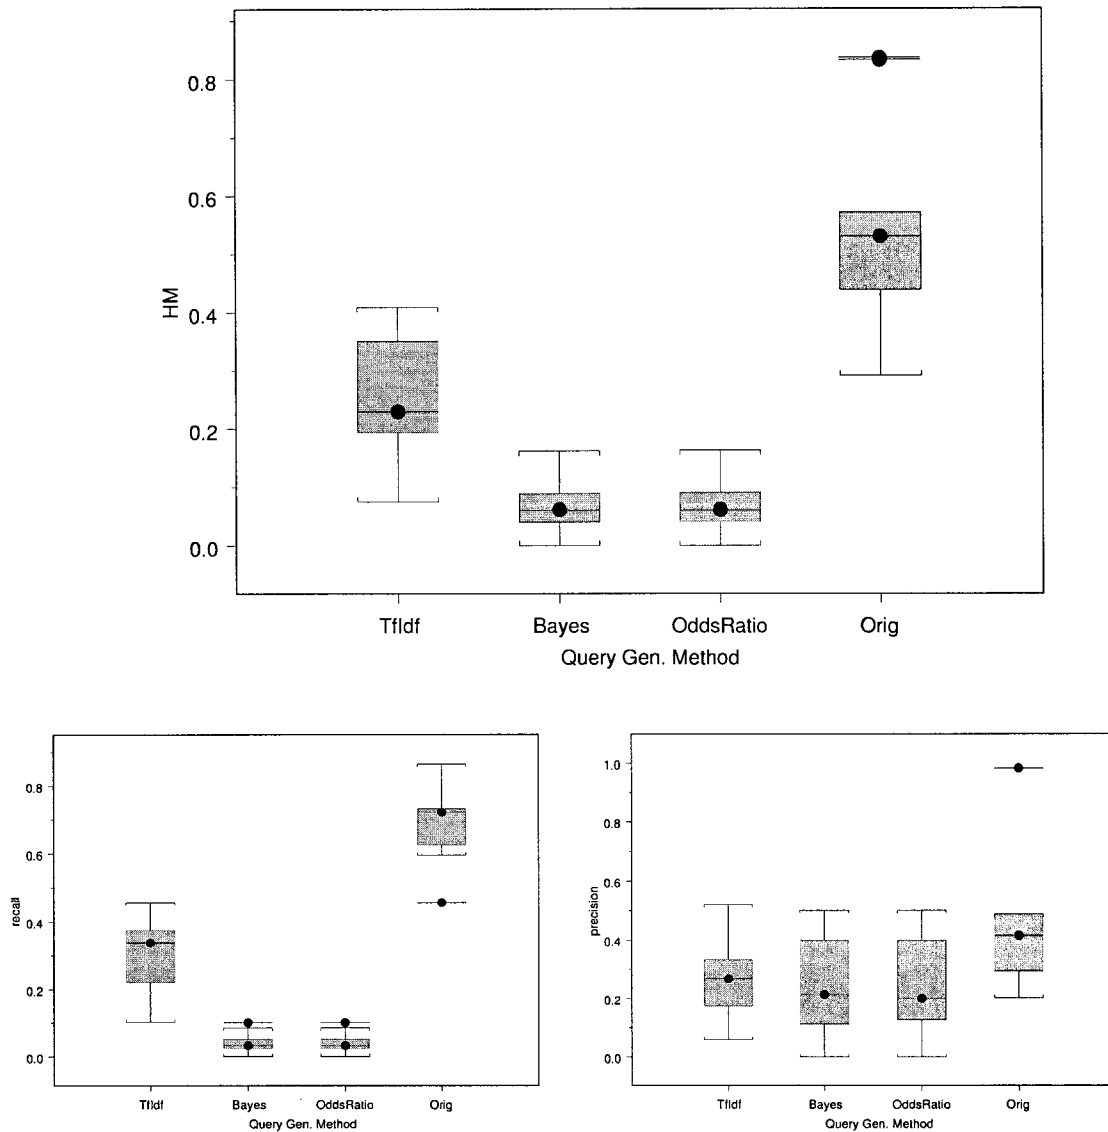 HM
0.8
0.6
0.4
0.2
0.0
TfIdf Bayes OddsRatio Orig
Query Gen. Method
recall
0.8
0.6
0.4
0.2
0.0
TfIdf Bayes OddsRatio Orig
Query Gen. Method
precision
1.0
0.8
0.6
0.4
0.2
0.0
TfIdf Bayes OddsRatio Orig
Query Gen. Method